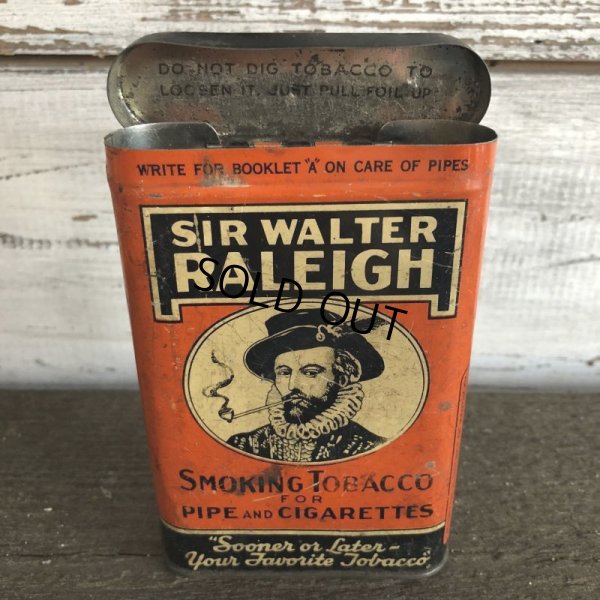 DO NOT DIG TOBACCO TO
LOOSEN IT. JUST PULL FOIL UP
WRITE FOR BOOKLET "A" ON CARE OF PIPES
SIR WALTER
RALEIGH
SOLD OUT
SMOKING TOBACCO
FOR
PIPE AND CIGARETTES
"Sooner or Later-
Your Favorite Tobacco"